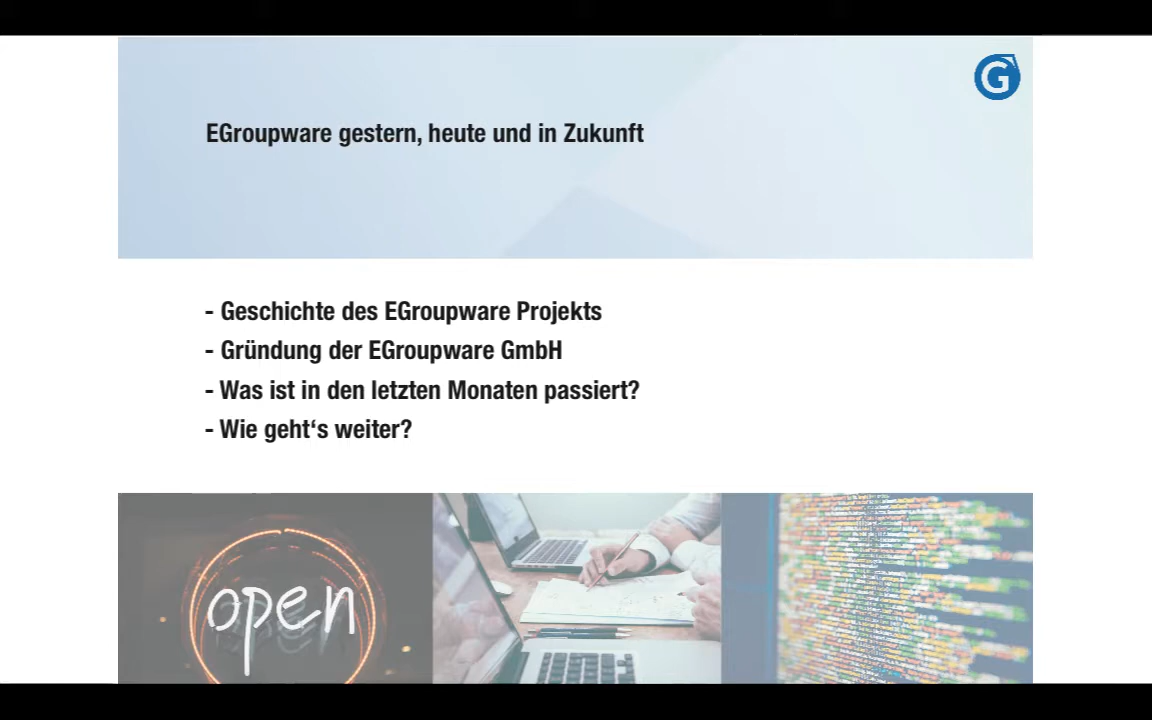 G
EGroupware gestern, heute und in Zukunft
- Geschichte des EGroupware Projekts
- Gründung der EGroupware GmbH
- Was ist in den letzten Monaten passiert?
- Wie geht‘s weiter?
open